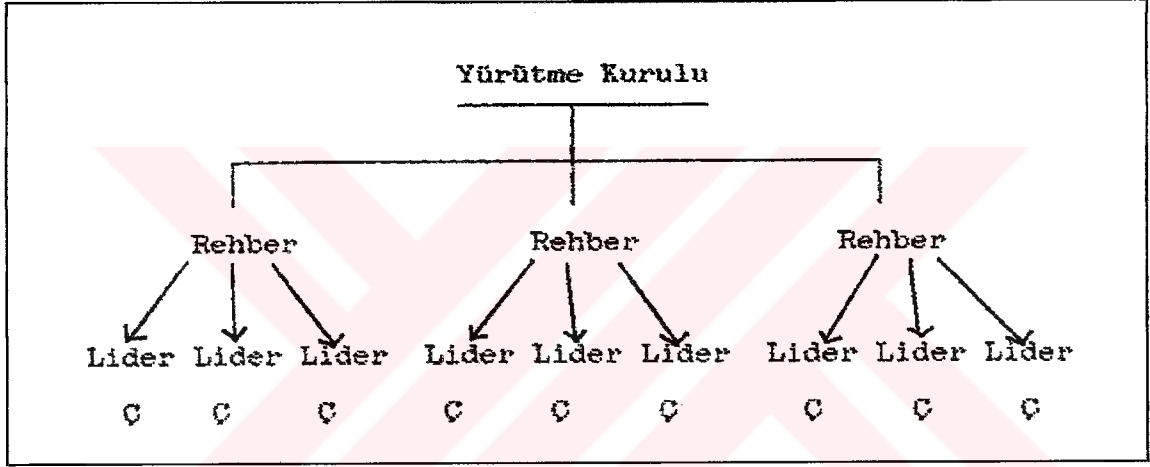 Yürütme Kurulu
Rehber Rehber Rehber
Lider Lider Lider Lider Lider Lider Lider Lider Lider
Ç Ç Ç Ç Ç Ç Ç Ç Ç